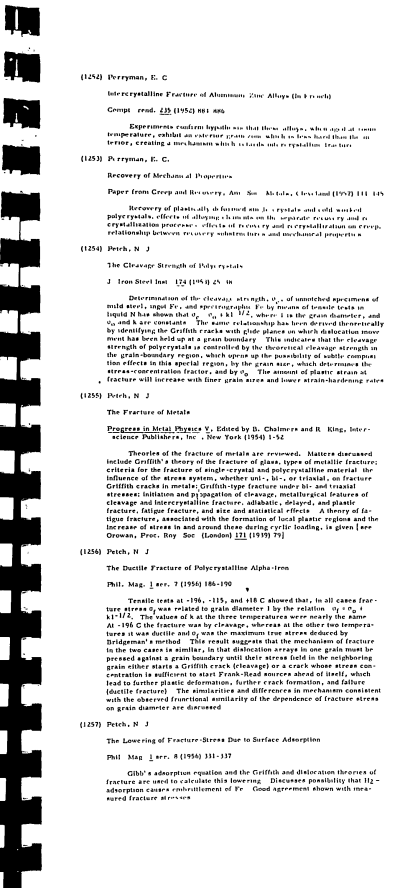 (1252) Perryman, E. C
Intercrystalline Fracture of Aluminum Zinc Alloys (In French)
Compt rend. 235 (1952) 884 886
Experiments confirm hypothesis that these alloys, when aged at room
temperature, exhibit an exterior grain zone which is less hard than the in
terior, creating a mechanism which intercrystalline fracture
(1253) Perryman, E. C.
Recovery of Mechanical Properties
Paper from Creep and Recovery, Am Soc Metals, Cleveland (1957) 111 145
Recovery of plastically deformed single crystals and cold worked
polycrystals, effects of alloying elements on the separate recovery and re
crystallization processes effects of recovery and recrystallization on creep,
relationship between recovery substructures and mechanical properties
(1254) Petch, N J
The Cleavage Strength of Polycrystals
J Iron Steel Inst 174 (1953) 25 28
Determination of the cleavage strength, σc, of unnotched specimens of
mild steel, ingot Fe, and spectrographic Fe by means of tensile tests in
liquid N has shown that σc σo + kl^-1/2, where l is the grain diameter, and
σo and k are constants The same relationship has been derived theoretically
by identifying the Griffith cracks with glide planes on which dislocation move
ment has been held up at a grain boundary This indicates that the cleavage
strength of polycrystals is controlled by the theoretical cleavage strength in
the grain-boundary region, which opens up the possibility of subtle composi
tion effects in this special region, by the grain size, which determines the
stress-concentration factor, and by σo The amount of plastic strain at
fracture will increase with finer grain sizes and lower strain-hardening rates
(1255) Petch, N J
The Fracture of Metals
Progress in Metal Physics V, Edited by B. Chalmers and R King, Inter-
science Publishers, Inc , New York (1954) 1-52
Theories of the fracture of metals are reviewed. Matters discussed
include Griffith's theory of the fracture of glass, types of metallic fracture;
criteria for the fracture of single-crystal and polycrystalline material the
influence of the stress system, whether uni-, bi-, or triaxial, on fracture
Griffith cracks in metals; Griffith-type fracture under bi- and triaxial
stresses; initiation and propagation of cleavage, metallurgical features of
cleavage and intercrystalline fracture, adiabatic, delayed, and plastic
fracture, fatigue fracture, and size and statistical effects A theory of fa-
tigue fracture, associated with the formation of local plastic regions and the
increase of stress in and around these during cyclic loading, is given [see
Orowan, Proc. Roy Soc (London) 171 (1939) 79]
(1256) Petch, N J
The Ductile Fracture of Polycrystalline Alpha-Iron
Phil. Mag. 1 ser. 7 (1956) 186-190
Tensile tests at -196, -115, and +18 C showed that, in all cases frac-
ture stress σf was related to grain diameter l by the relation σf = σo +
kl^-1/2. The values of k at the three temperatures were nearly the same
At -196 C the fracture was by cleavage, whereas at the other two tempera-
tures it was ductile and σf was the maximum true stress deduced by
Bridgeman's method This result suggests that the mechanism of fracture
in the two cases is similar, in that dislocation arrays in one grain must be
pressed against a grain boundary until their stress field in the neighboring
grain either starts a Griffith crack (cleavage) or a crack whose stress con-
centration is sufficient to start Frank-Read sources ahead of itself, which
lead to further plastic deformation, further crack formation, and failure
(ductile fracture) The similarities and differences in mechanism consistent
with the observed functional similarity of the dependence of fracture stress
on grain diameter are discussed
(1257) Petch, N J
The Lowering of Fracture-Stress Due to Surface Adsorption
Phil Mag 1 ser. 8 (1956) 331-337
Gibb's adsorption equation and the Griffith and dislocation theories of
fracture are used to calculate this lowering Discusses possibility that H2 -
adsorption causes embrittlement of Fe Good agreement shown with mea-
sured fracture stresses